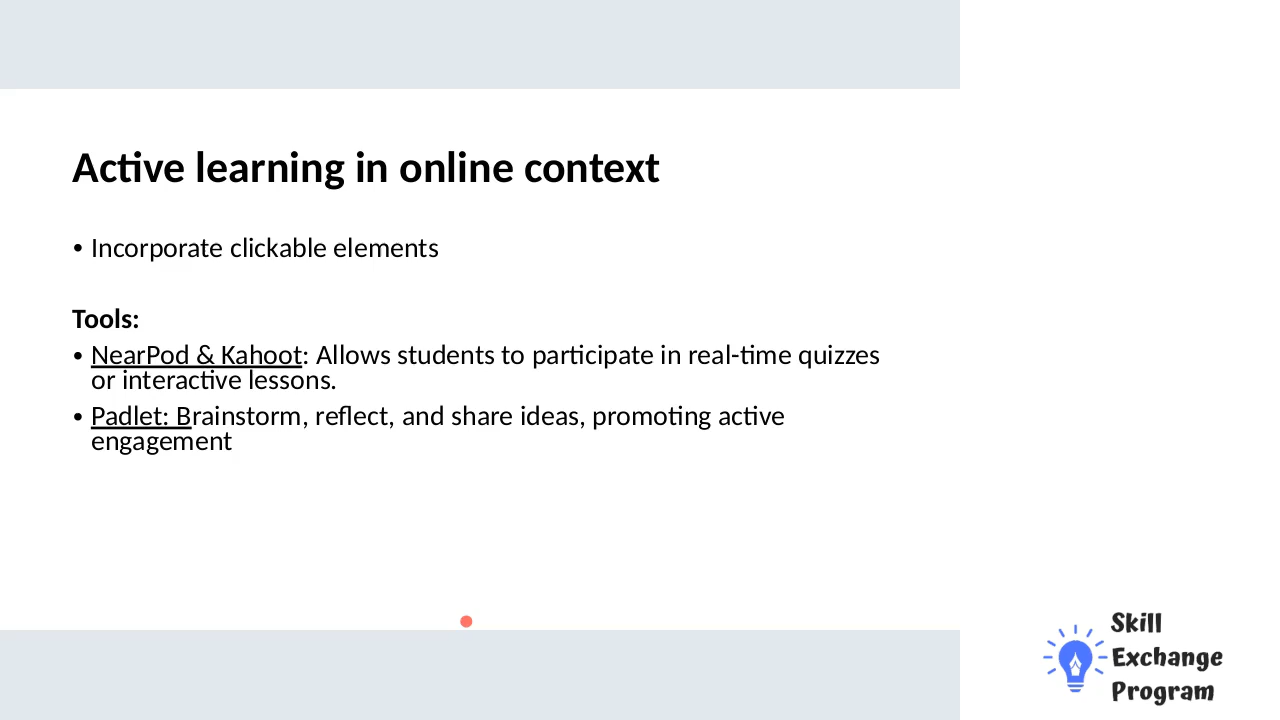 Active learning in online context
• Incorporate clickable elements
Tools:
• NearPod & Kahoot: Allows students to participate in real-time quizzes
or interactive lessons.
• Padlet: Brainstorm, reflect, and share ideas, promoting active
engagement
Skill
Exchange
Program